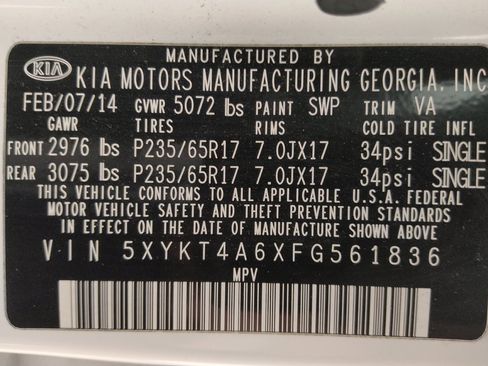 MANUFACTURED BY
KIA KIA MOTORS MANUFACTURING GEORGIA, INC
FEB/07/14 GVWR 5072 lbs PAINT SWP TRIM VA
GAWR TIRES RIMS COLD TIRE INFL
FRONT 2976 lbs P235/65R17 7.0JX17 34psi SINGLE
REAR 3075 lbs P235/65R17 7.0JX17 34psi SINGLE
THIS VEHICLE CONFORMS TO ALL APPLICABLE U.S.A. FEDERAL
MOTOR VEHICLE SAFETY AND THEFT PREVENTION STANDARDS
IN EFFECT ON THE DATE OF MANUFACTURE SHOWN ABOVE
VIN 5XYKT4A6XFG561836
MPV